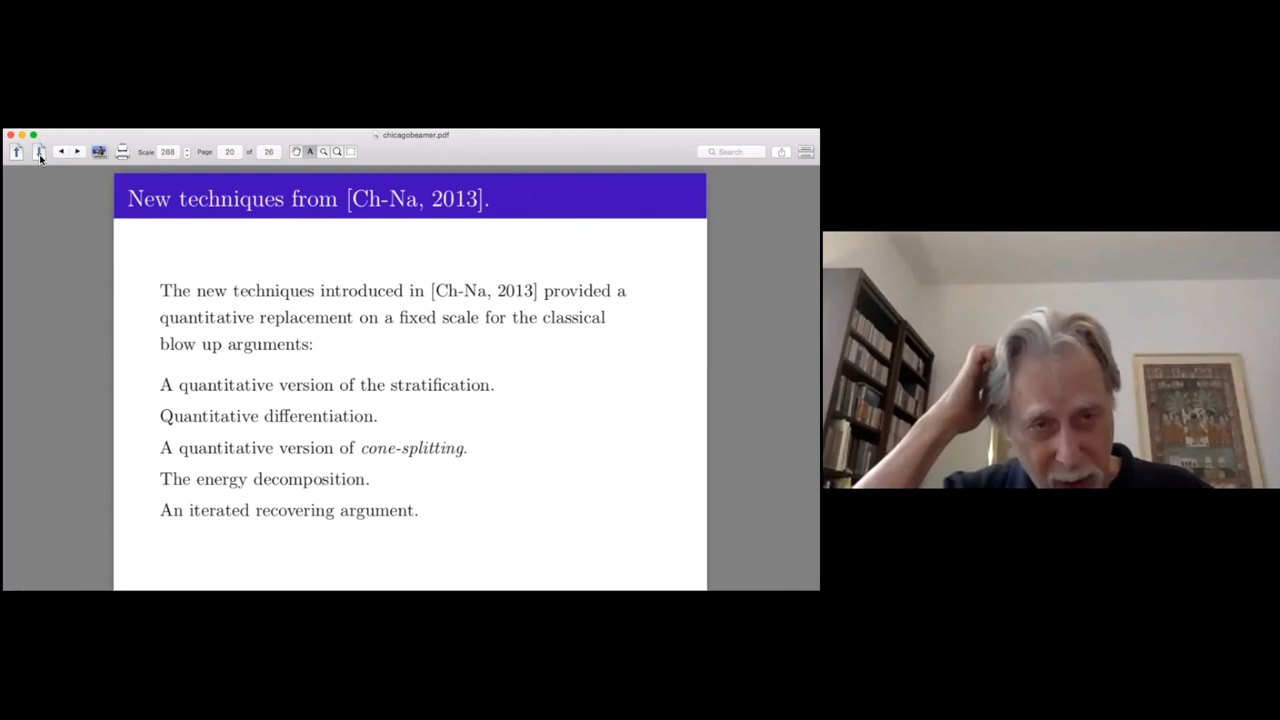 chicagobeamer.pdf
Scale 288 Page 20 of 26 A Search
New techniques from [Ch-Na, 2013].
The new techniques introduced in [Ch-Na, 2013] provided a
quantitative replacement on a fixed scale for the classical
blow up arguments:
A quantitative version of the stratification.
Quantitative differentiation.
A quantitative version of cone-splitting.
The energy decomposition.
An iterated recovering argument.